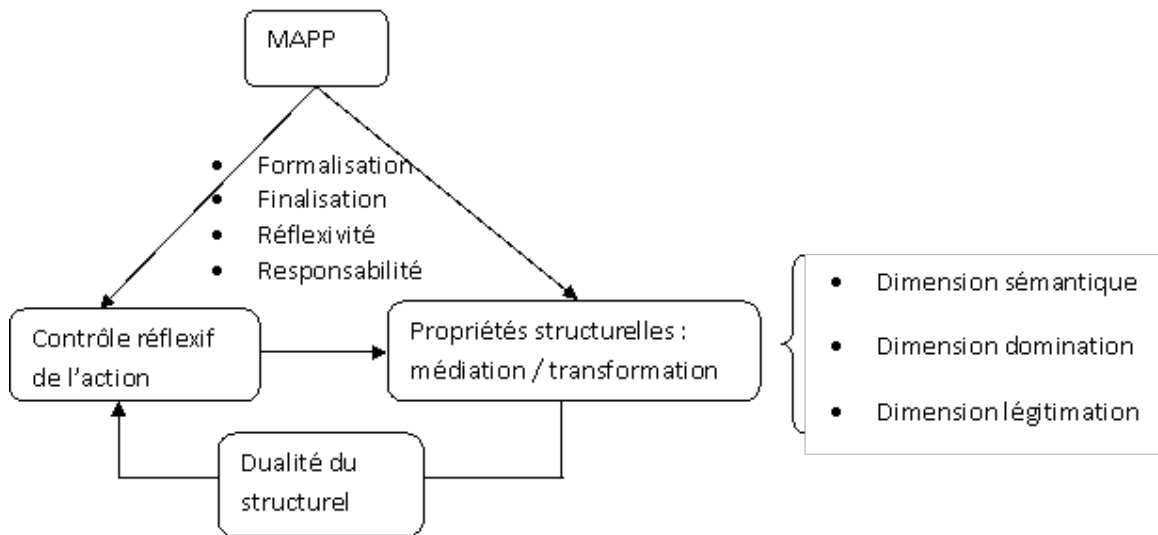 MAPP
• Formalisation
• Finalisation
• Réflexivité
• Responsabilité
Contrôle réflexif
de l'action
Propriétés structurelles :
médiation / transformation
• Dimension sémantique
• Dimension domination
• Dimension légitimation
Dualité du
structurel